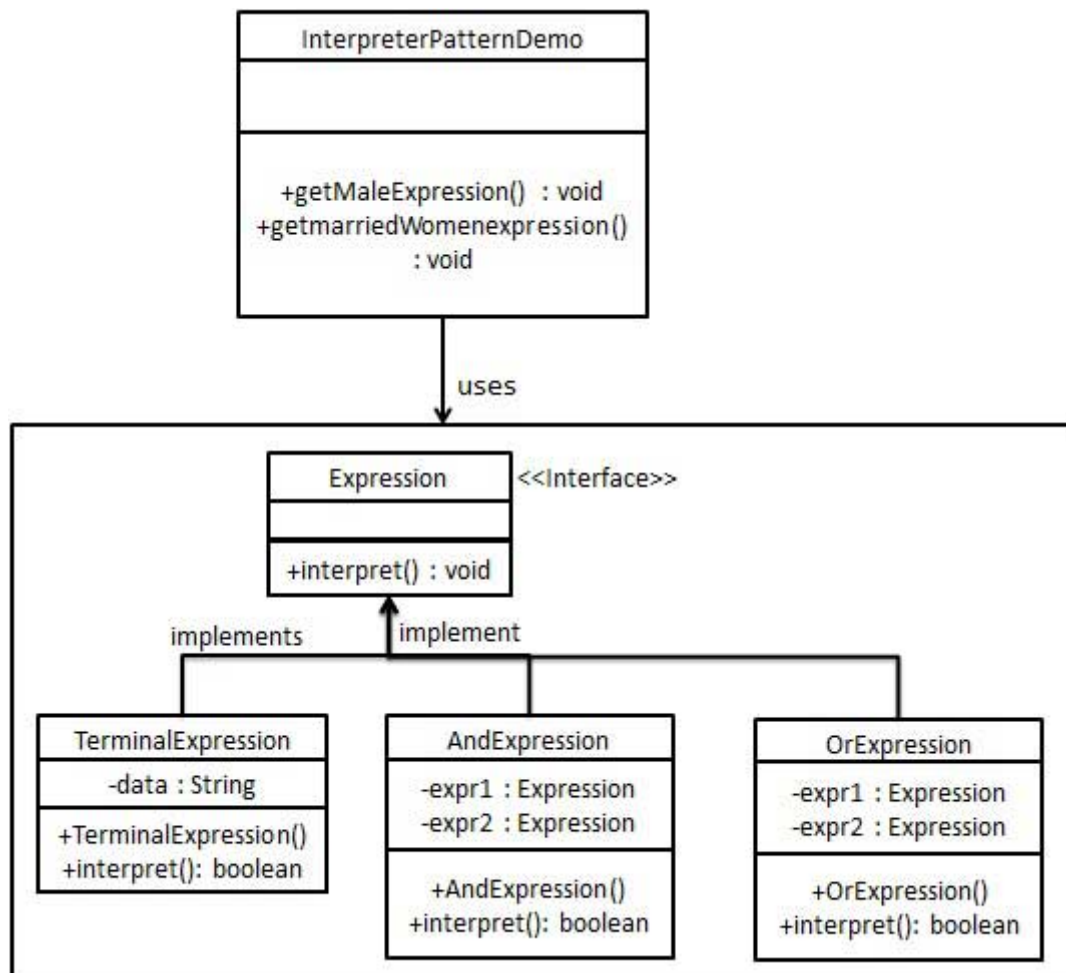 InterpreterPatternDemo
+getMaleExpression() : void
+getmarriedWomenexpression()
: void
uses
Expression
<<Interface>>
+interpret() : void
implements
implement
TerminalExpression
-data : String
+TerminalExpression()
+interpret(): boolean
AndExpression
-expr1 : Expression
-expr2 : Expression
+AndExpression()
+interpret(): boolean
OrExpression
-expr1 : Expression
-expr2 : Expression
+OrExpression()
+interpret(): boolean